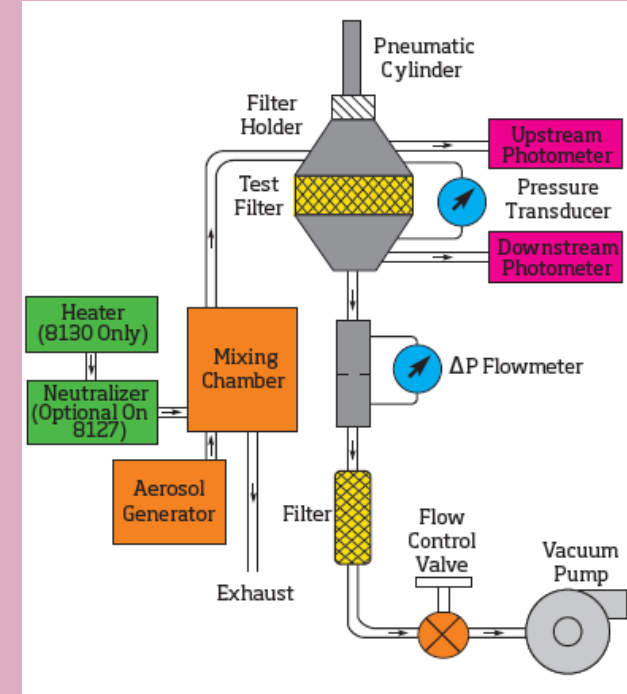 Pneumatic
Cylinder
Filter
Holder
Upstream
Photometer
Test
Filter
Pressure
Transducer
Downstream
Photometer
Heater
(8130 Only)
Mixing
Chamber
ΔP Flowmeter
Neutralizer
(Optional On
8127)
Aerosol
Generator
Filter
Flow
Control
Valve
Vacuum
Pump
Exhaust